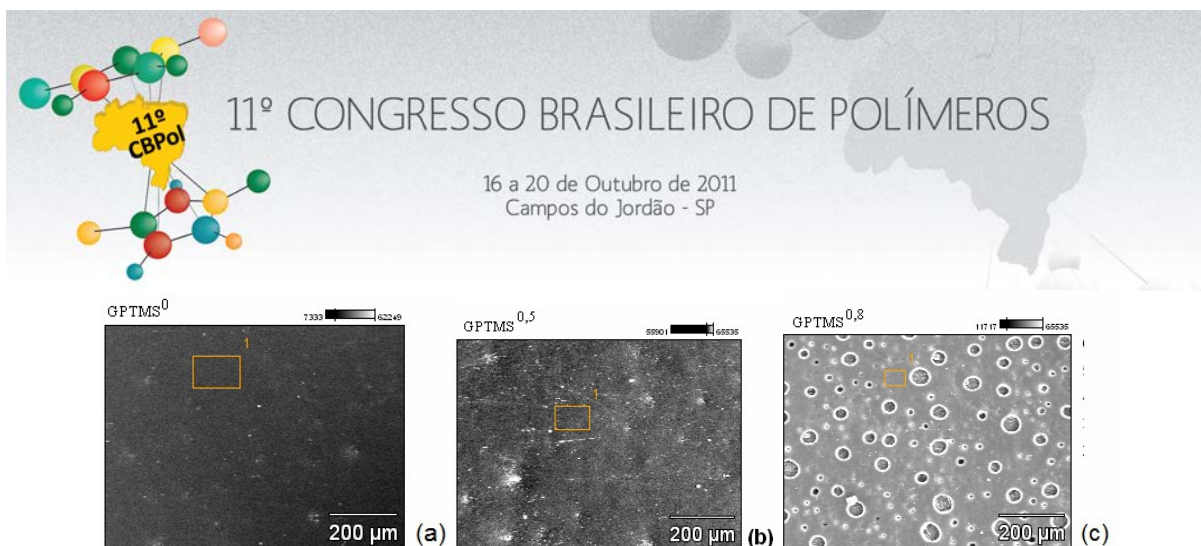 11º
CBPol
11º CONGRESSO BRASILEIRO DE POLÍMEROS
16 a 20 de Outubro de 2011
Campos do Jordão - SP
GPTMS⁰ 7333 62249
1
200 µm (a)
GPTMS⁰,⁵ 55901 65535
1
200 µm (b)
GPTMS⁰,⁸ 11717 65535
200 µm (c)